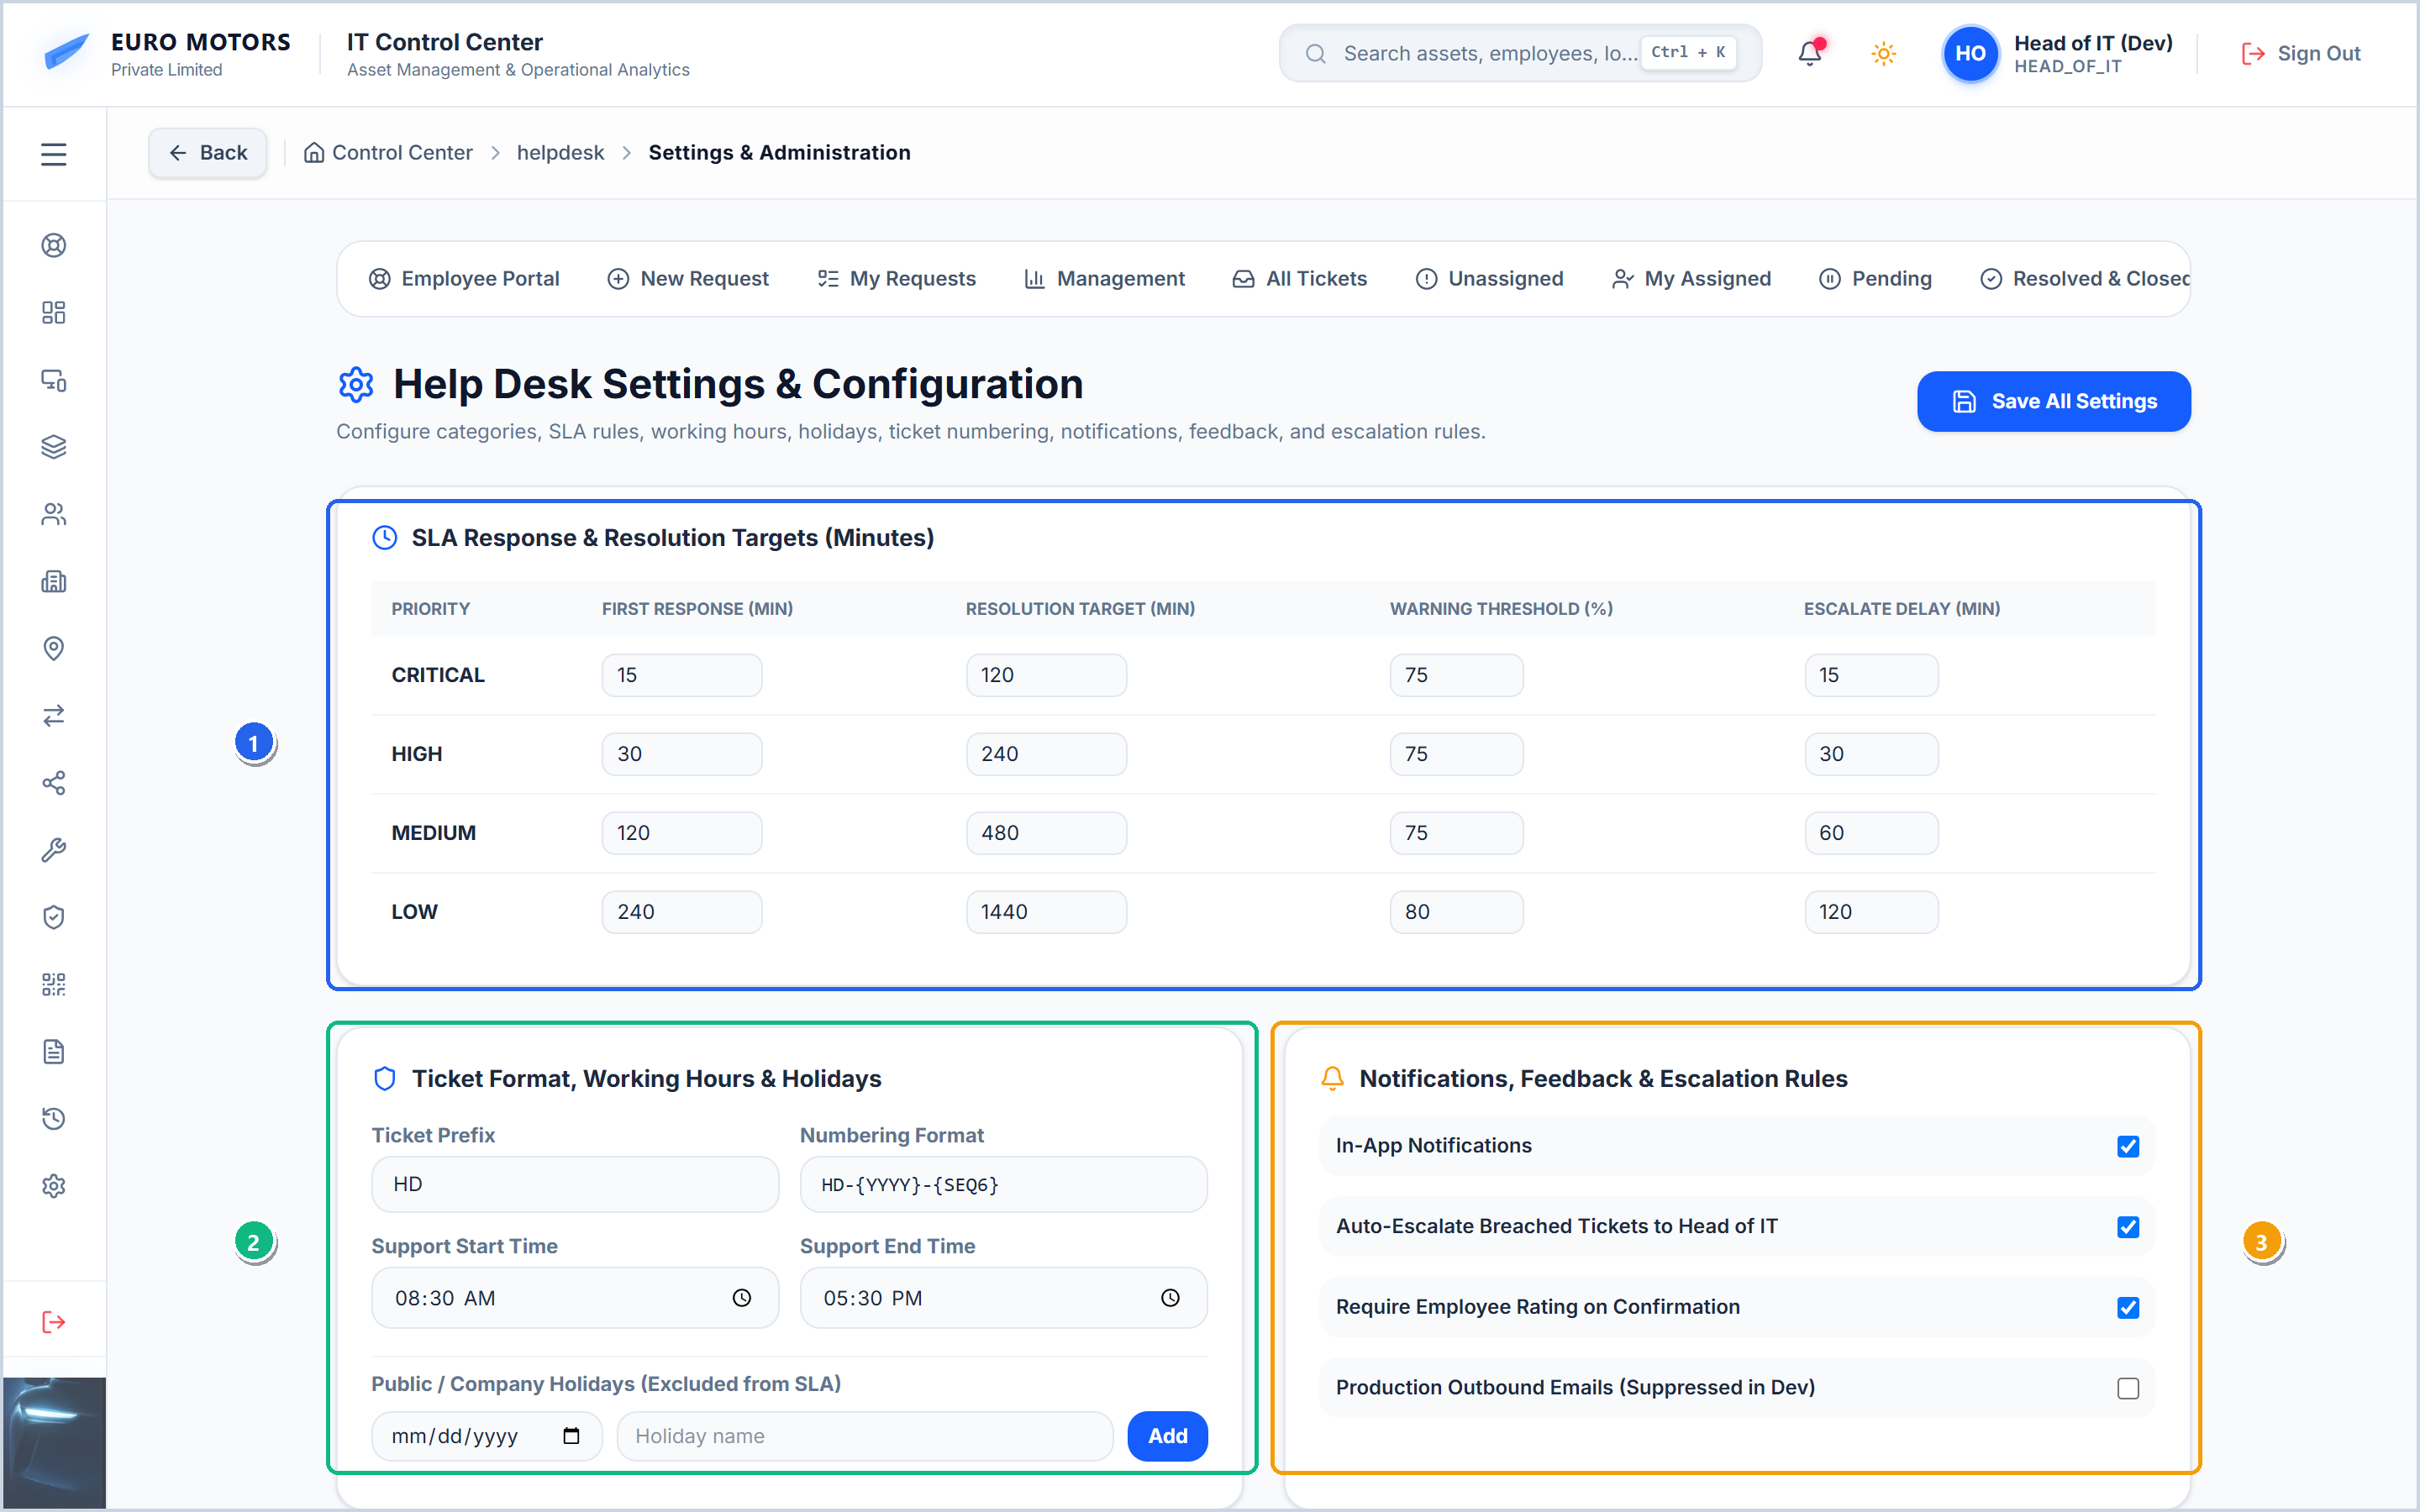 EURO MOTORS
Private Limited
IT Control Center
Asset Management & Operational Analytics
Search assets, employees, lo...
Ctrl + K
HO
Head of IT (Dev)
HEAD_OF_IT
Sign Out
Back
Control Center
helpdesk
Settings & Administration
Employee Portal
New Request
My Requests
Management
All Tickets
Unassigned
My Assigned
Pending
Resolved & Closed
Help Desk Settings & Configuration
Configure categories, SLA rules, working hours, holidays, ticket numbering, notifications, feedback, and escalation rules.
Save All Settings
1
SLA Response & Resolution Targets (Minutes)
PRIORITY FIRST RESPONSE (MIN) RESOLUTION TARGET (MIN) WARNING THRESHOLD (%) ESCALATE DELAY (MIN)
CRITICAL 15 120 75 15
HIGH 30 240 75 30
MEDIUM 120 480 75 60
LOW 240 1440 80 120
2
Ticket Format, Working Hours & Holidays
Ticket Prefix
HD
Numbering Format
HD-{YYYY}-{SEQ6}
Support Start Time
08:30 AM
Support End Time
05:30 PM
Public / Company Holidays (Excluded from SLA)
mm/dd/yyyy
Holiday name
Add
3
Notifications, Feedback & Escalation Rules
In-App Notifications
Auto-Escalate Breached Tickets to Head of IT
Require Employee Rating on Confirmation
Production Outbound Emails (Suppressed in Dev)